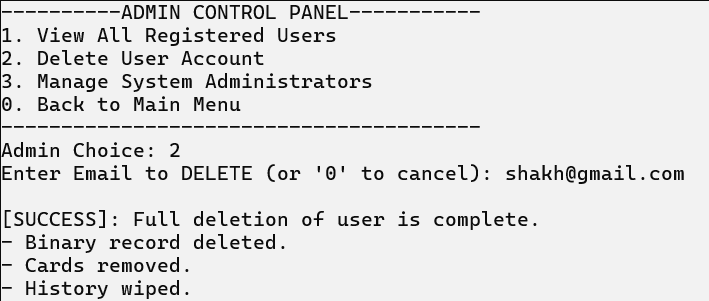 ----------ADMIN CONTROL PANEL-----------
1. View All Registered Users
2. Delete User Account
3. Manage System Administrators
0. Back to Main Menu
----------------------------------------
Admin Choice: 2
Enter Email to DELETE (or '0' to cancel): shakh@gmail.com
[SUCCESS]: Full deletion of user is complete.
- Binary record deleted.
- Cards removed.
- History wiped.